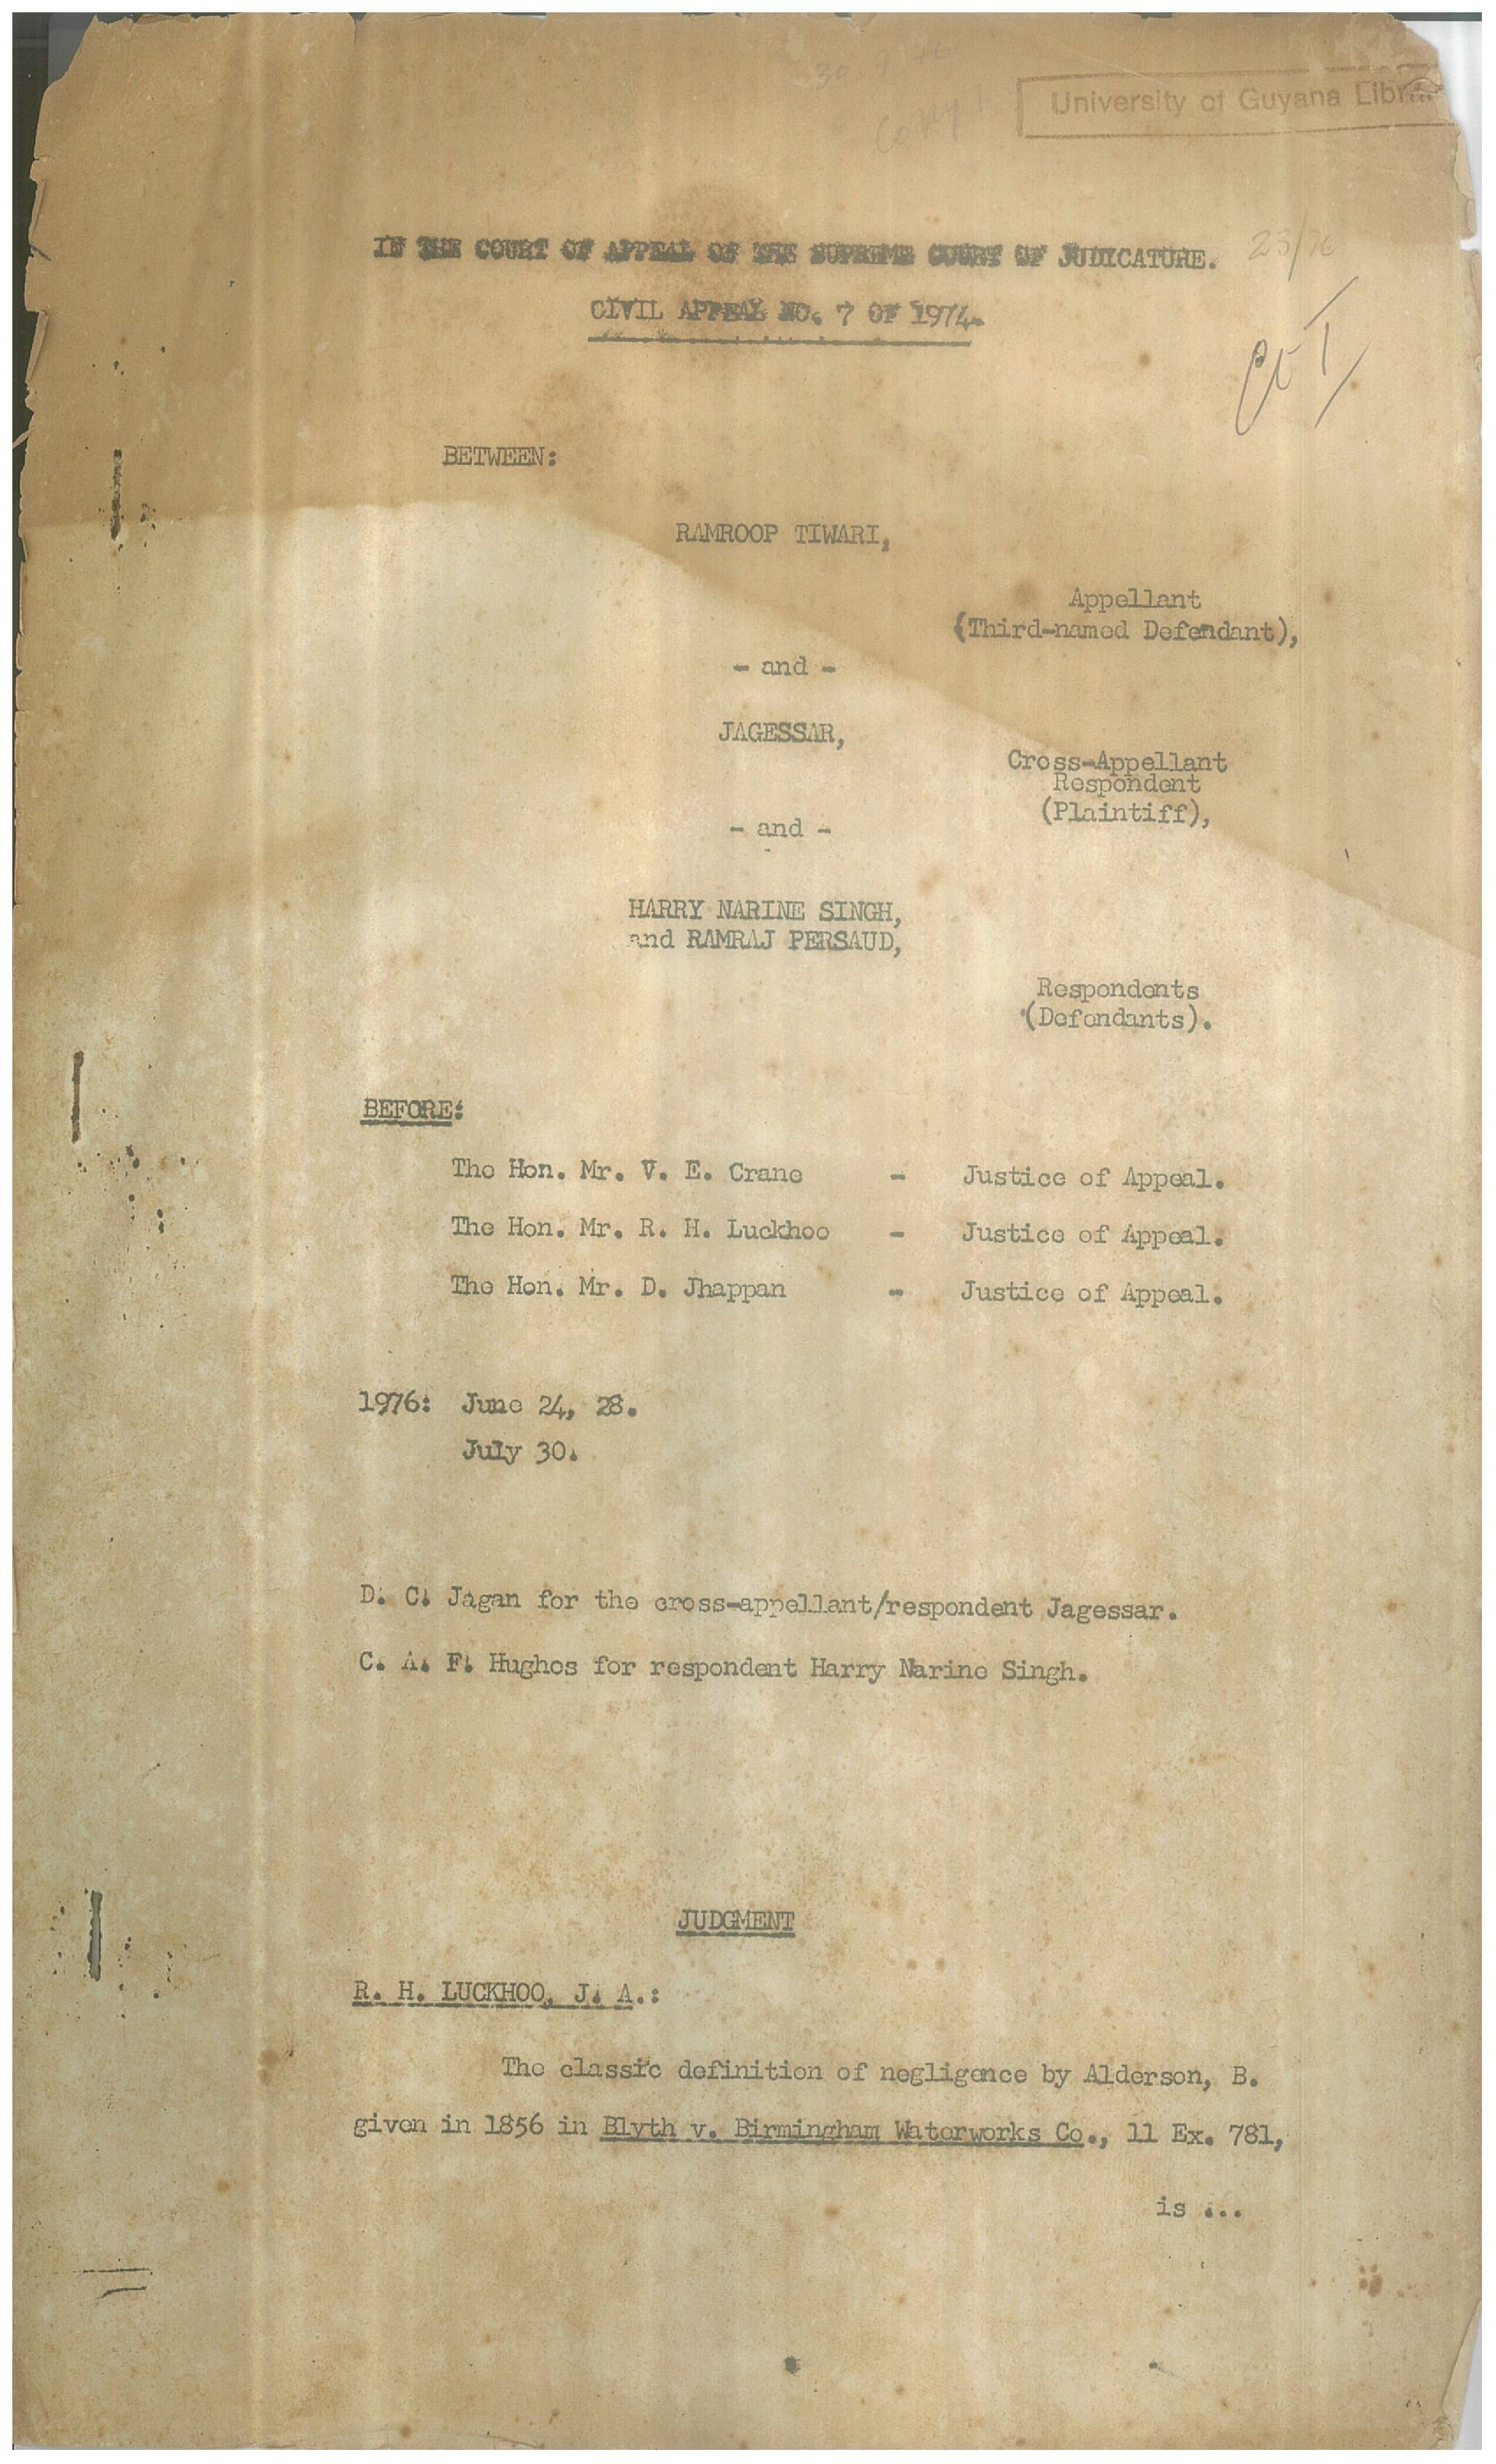 30 7 76
Copy 1
University of Guyana
IN THE COURT OF APPEAL OF THE SUPREME COURT OF JUDICATURE.
CIVIL APPEAL NO. 7 OF 1974.
BETWEEN:
RAMROOP TIWARI,
Appellant
(Third-named Defendant),
- and -
JAGESSAR,
Cross-Appellant
Respondent
(Plaintiff),
- and -
HARRY NARINE SINGH,
and RAMRAJ PERSAUD,
Respondents
(Defendants).
BEFORE:
The Hon. Mr. V. E. Crane - Justice of Appeal.
The Hon. Mr. R. H. Luckhoo - Justice of Appeal.
The Hon. Mr. D. Jhappan - Justice of Appeal.
1976: June 24, 28.
July 30.
D. C. Jagan for the cross-appellant/respondent Jagessar.
C. A. F. Hughes for respondent Harry Narine Singh.
JUDGMENT
R. H. LUCKHOO, J. A.:
The classic definition of negligence by Alderson, B.
given in 1856 in Blyth v. Birmingham Waterworks Co., 11 Ex. 781,
is ...